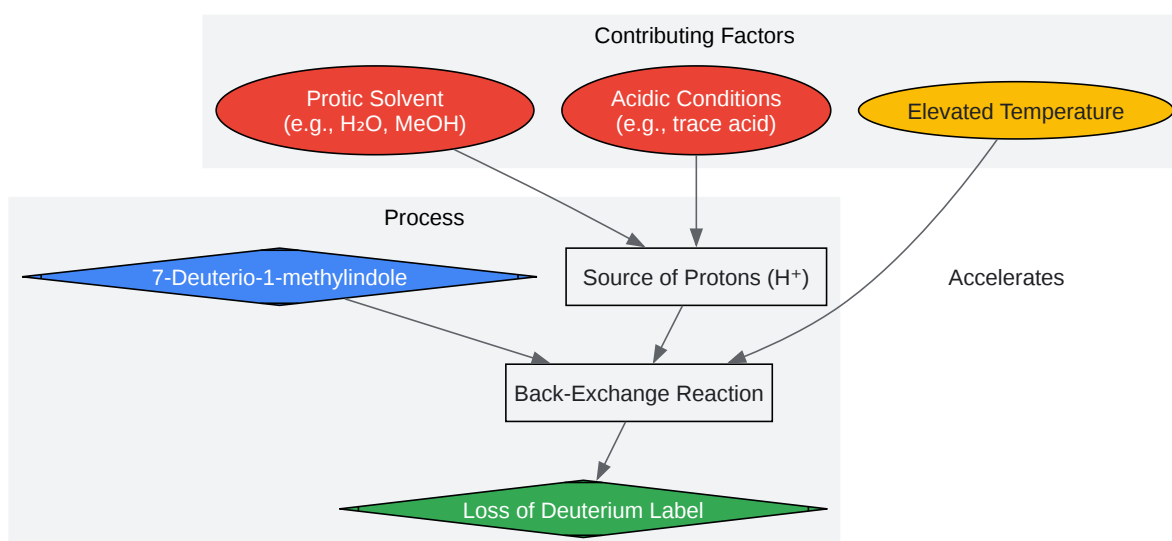 Contributing Factors
Protic Solvent
(e.g., H₂O, MeOH)
Acidic Conditions
(e.g., trace acid)
Elevated Temperature
Process
7-Deuterio-1-methylindole
Source of Protons (H⁺)
Accelerates
Back-Exchange Reaction
Loss of Deuterium Label